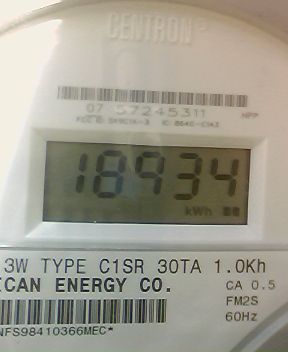 CENTRON
07 57245311 MPP
18934
kWh
3W TYPE C1SR 30TA 1.0Kh
ICAN ENERGY CO. CA 0.5
FM2S
NFS98410366MEC* 60Hz